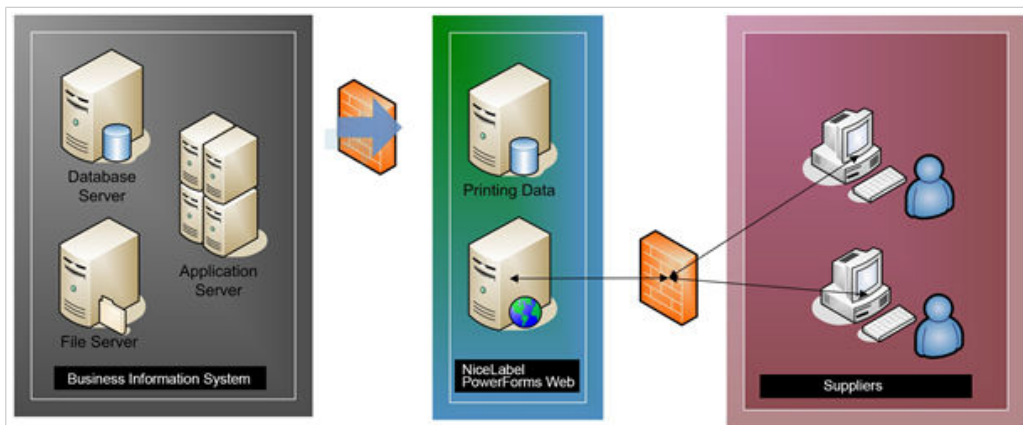 Database
Server
Application
Server
File Server
Business Information System
Printing Data
NiceLabel
PowerForms Web
Suppliers